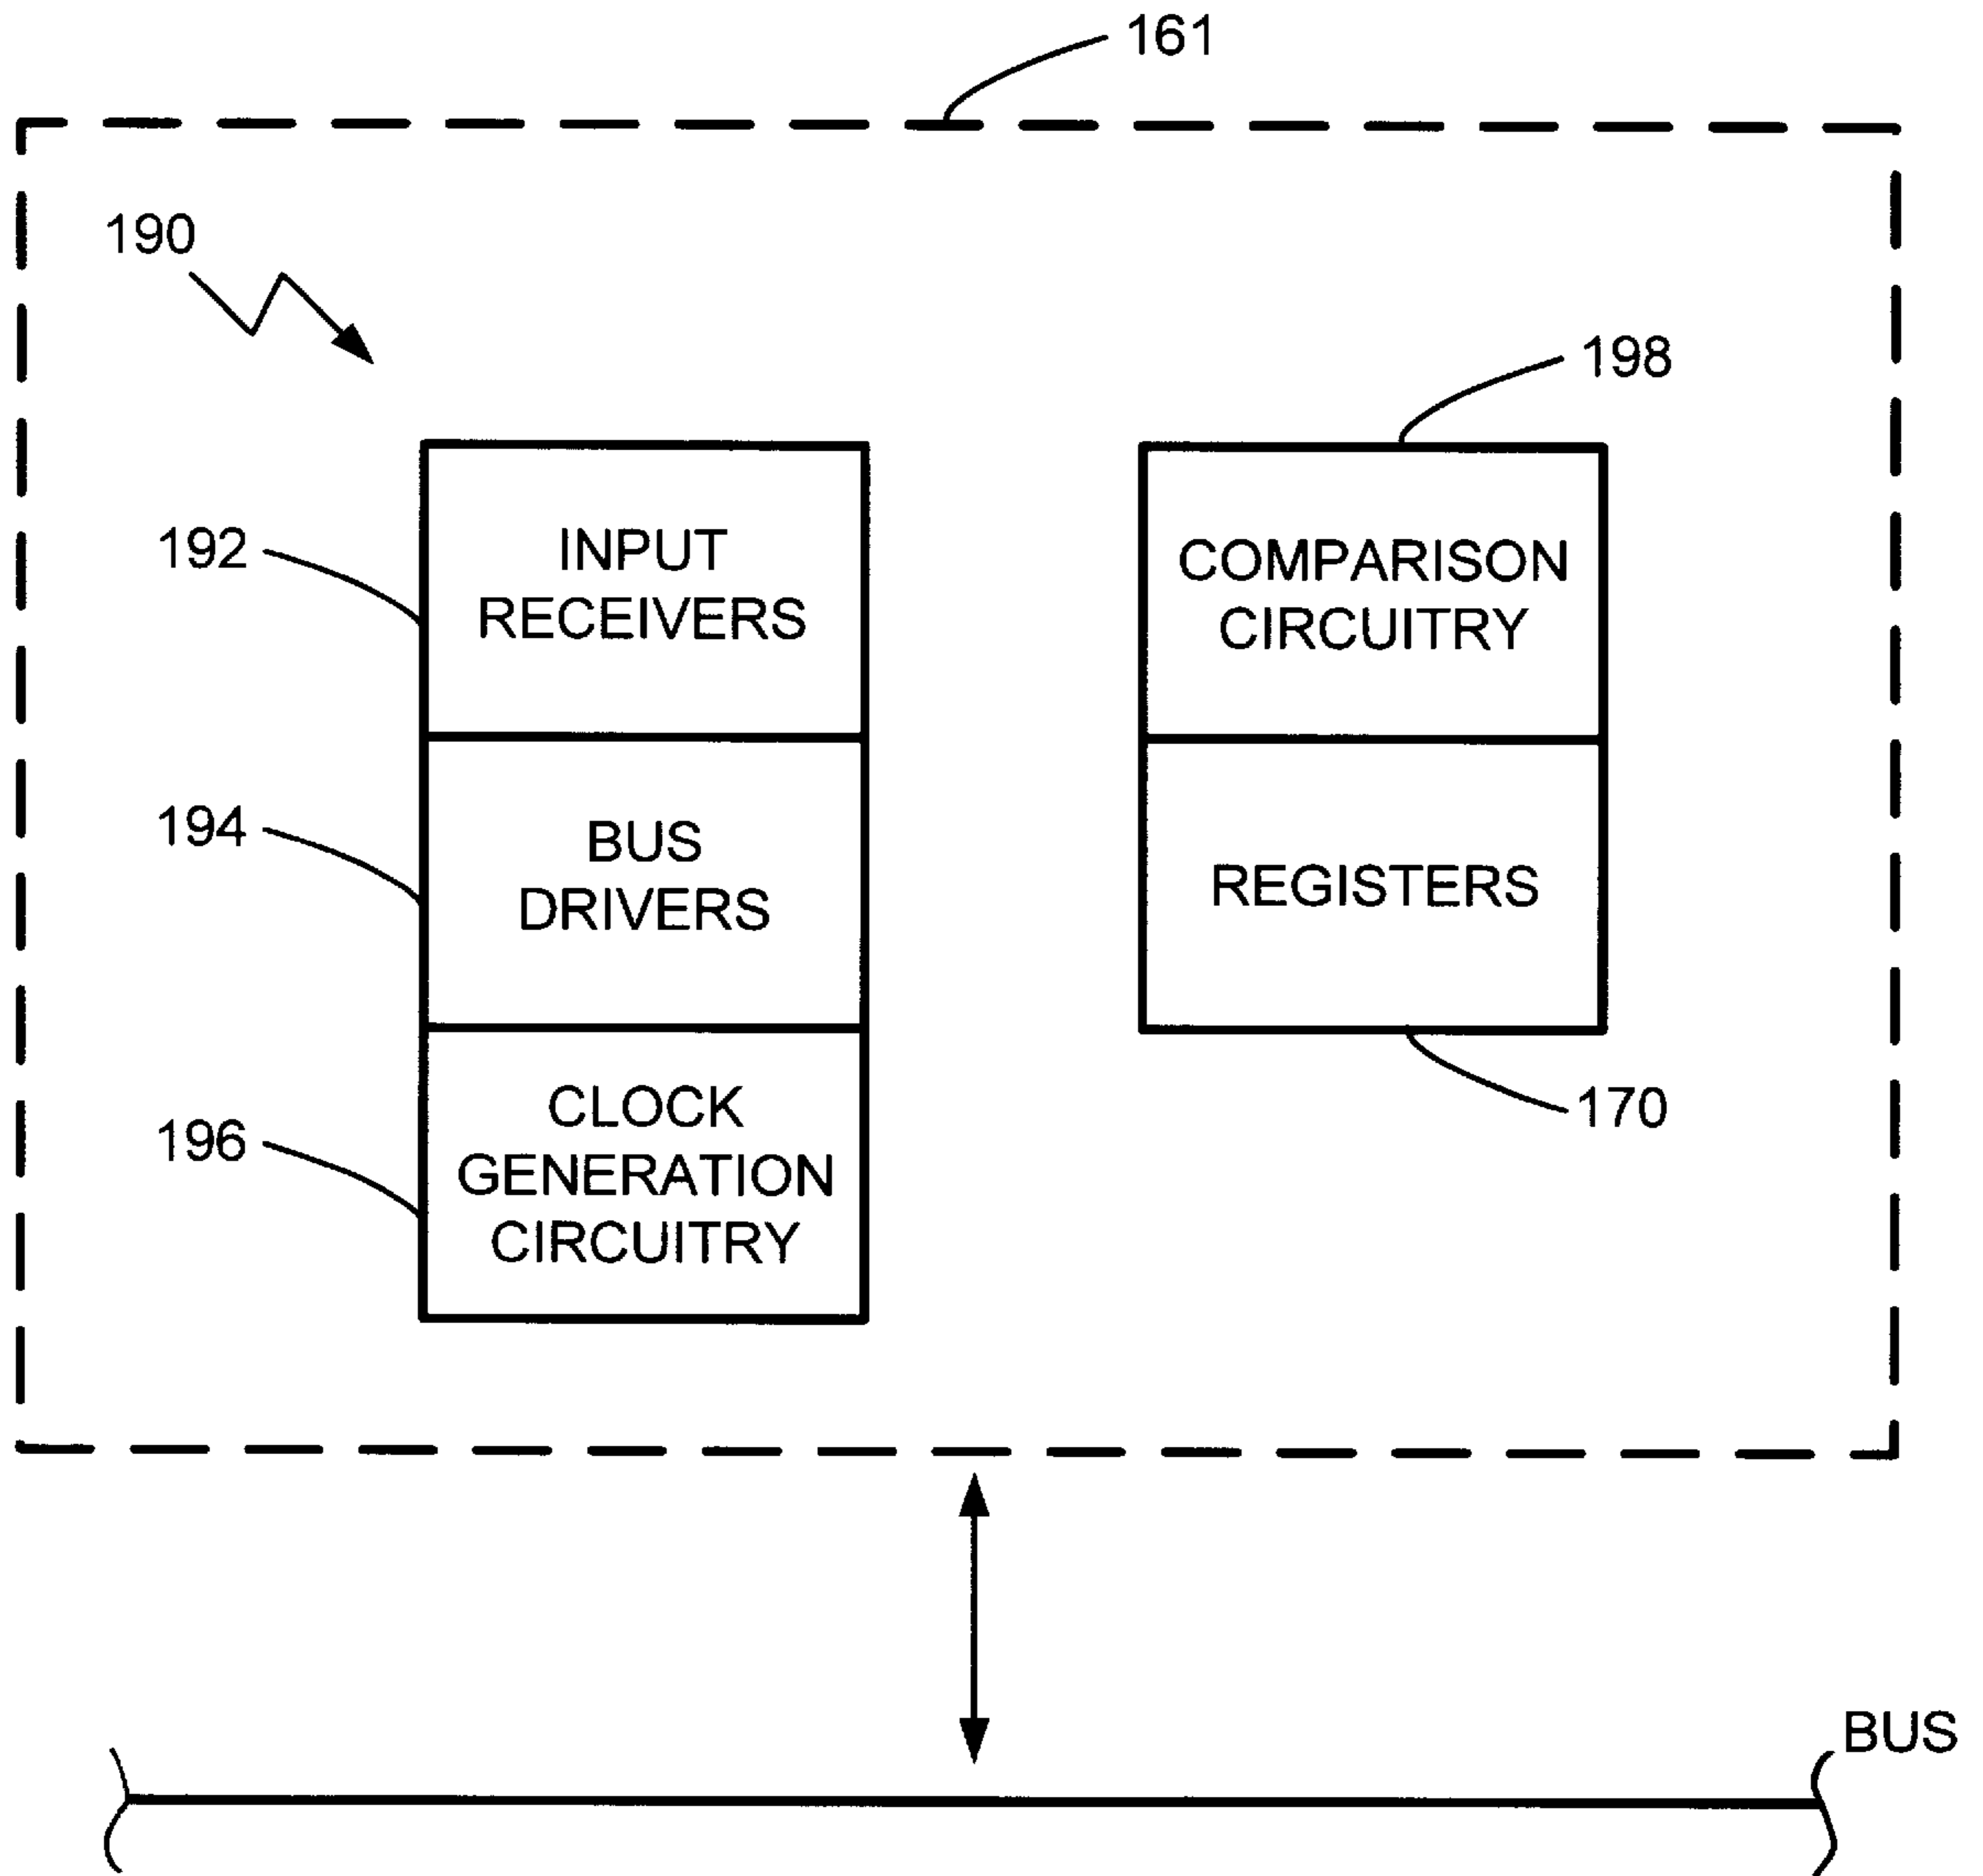 161
190
198
192
INPUT
RECEIVERS
COMPARISON
CIRCUITRY
194
BUS
DRIVERS
REGISTERS
196
CLOCK
GENERATION
CIRCUITRY
170
BUS